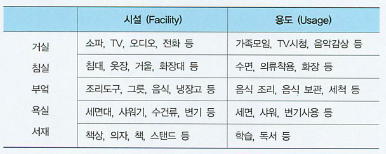 시설 (Facility) 용도 (Usage)
거실 소파, TV, 오디오, 전화 등 가족모임, TV시청, 음악감상 등
침실 침대, 옷장, 거울, 화장대 등 수면, 의류착용, 화장 등
부엌 조리도구, 그릇, 음식, 냉장고 등 음식 조리, 음식 보관, 세척 등
욕실 세면대, 샤워기, 수건류, 변기 등 세면, 샤워, 변기사용 등
서재 책상, 의자, 책, 스탠드 등 학습, 독서 등